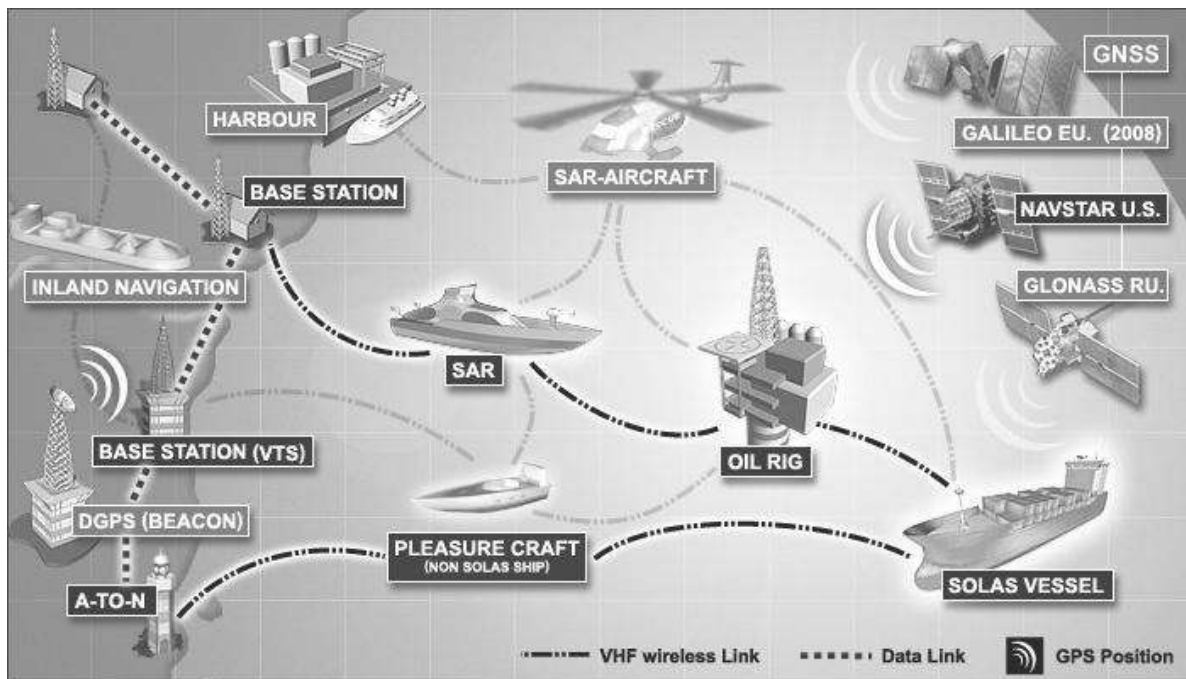 GNSS
HARBOUR
GALILEO EU. (2008)
SAR-AIRCRAFT
BASE STATION
NAVSTAR U.S.
INLAND NAVIGATION
GLONASS RU.
SAR
BASE STATION (VTS)
OIL RIG
DGPS (BEACON)
PLEASURE CRAFT
(NON SOLAS SHIP)
A-TO-N
SOLAS VESSEL
VHF wireless Link
Data Link
GPS Position